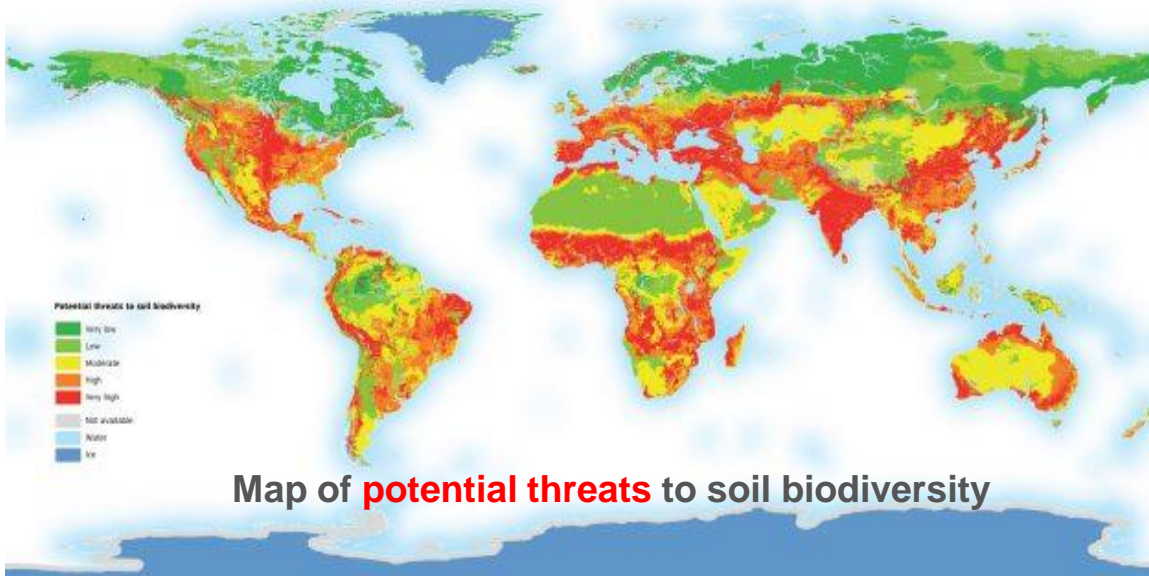 Potential threats to soil biodiversity
Very low
Low
Moderate
High
Very high
Not available
Water
Ice
Map of potential threats to soil biodiversity